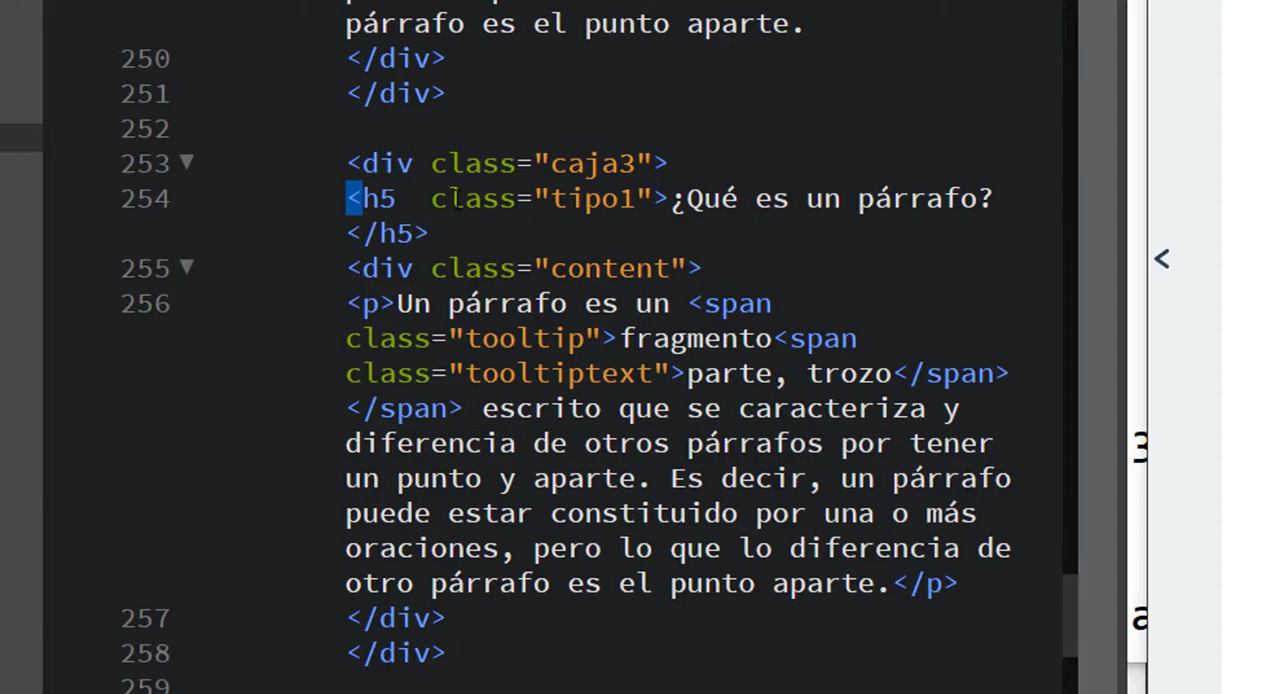 párrafo es el punto aparte.
250 </div>
251 </div>
252
253 ▼ <div class="caja3">
254 <h5  class="tipo1">¿Qué es un párrafo?
</h5>
255 ▼ <div class="content">
256 <p>Un párrafo es un <span
class="tooltip">fragmento<span
class="tooltiptext">parte, trozo</span>
</span> escrito que se caracteriza y
diferencia de otros párrafos por tener
un punto y aparte. Es decir, un párrafo
puede estar constituido por una o más
oraciones, pero lo que lo diferencia de
otro párrafo es el punto aparte.</p>
257 </div>
258 </div>
259